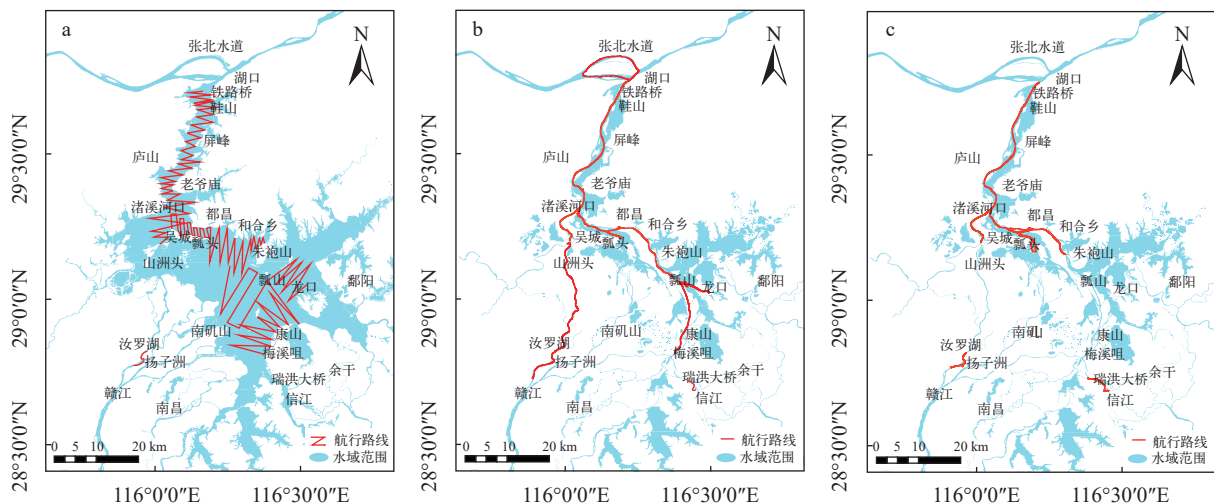 a
N
张北水道
湖口
铁路桥
鞋山
屏峰
庐山
老爷庙
渚溪河口
都昌
和合乡
吴城
瓢头
朱袍山
山洲头
瓢山
龙口
鄱阳
南矶山
康山
汝罗湖
梅溪咀
扬子洲
余干
瑞洪大桥
赣江
信江
南昌
0 5 10 20 km
航行路线
水域范围
29°30′0″N
29°0′0″N
28°30′0″N
116°0′0″E
116°30′0″E
b
N
张北水道
湖口
铁路桥
鞋山
屏峰
庐山
老爷庙
渚溪河口
都昌
和合乡
吴城
瓢头
朱袍山
山洲头
瓢山
龙口
鄱阳
南矶山
康山
汝罗湖
梅溪咀
扬子洲
余干
瑞洪大桥
赣江
信江
南昌
0 5 10 20 km
航行路线
水域范围
29°30′0″N
29°0′0″N
28°30′0″N
116°0′0″E
116°30′0″E
c
N
张北水道
湖口
铁路桥
鞋山
屏峰
庐山
老爷庙
渚溪河口
都昌
和合乡
吴城
瓢头
朱袍山
山洲头
瓢山
龙口
鄱阳
南矶山
康山
汝罗湖
梅溪咀
扬子洲
余干
瑞洪大桥
赣江
信江
南昌
0 5 10 20 km
航行路线
水域范围
29°30′0″N
29°0′0″N
28°30′0″N
116°0′0″E
116°30′0″E